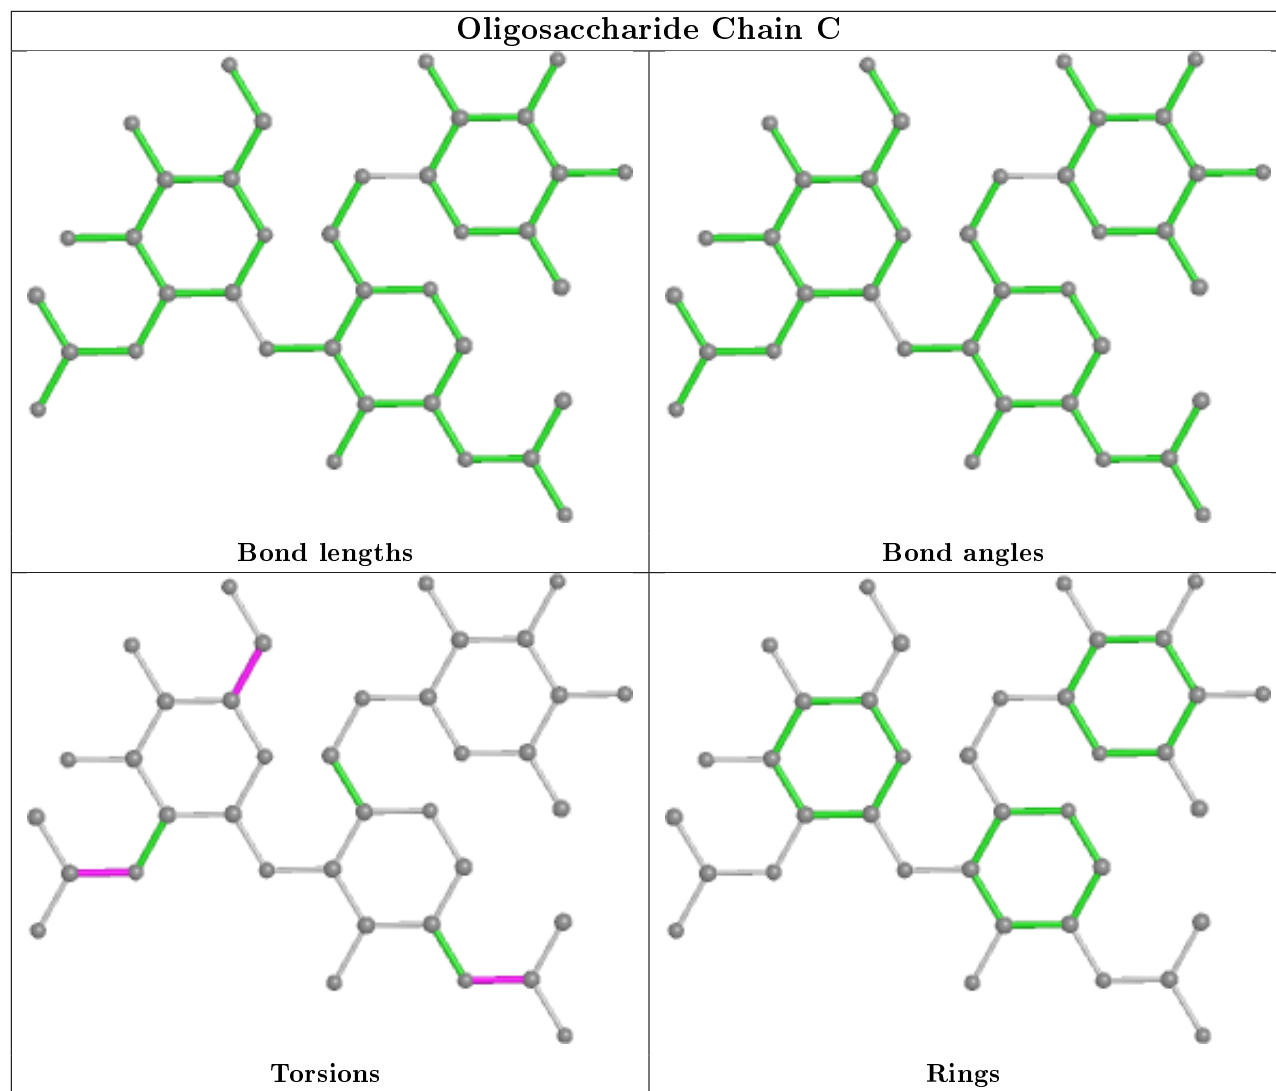 Oligosaccharide Chain C
Bond lengths
Bond angles
Torsions
Rings